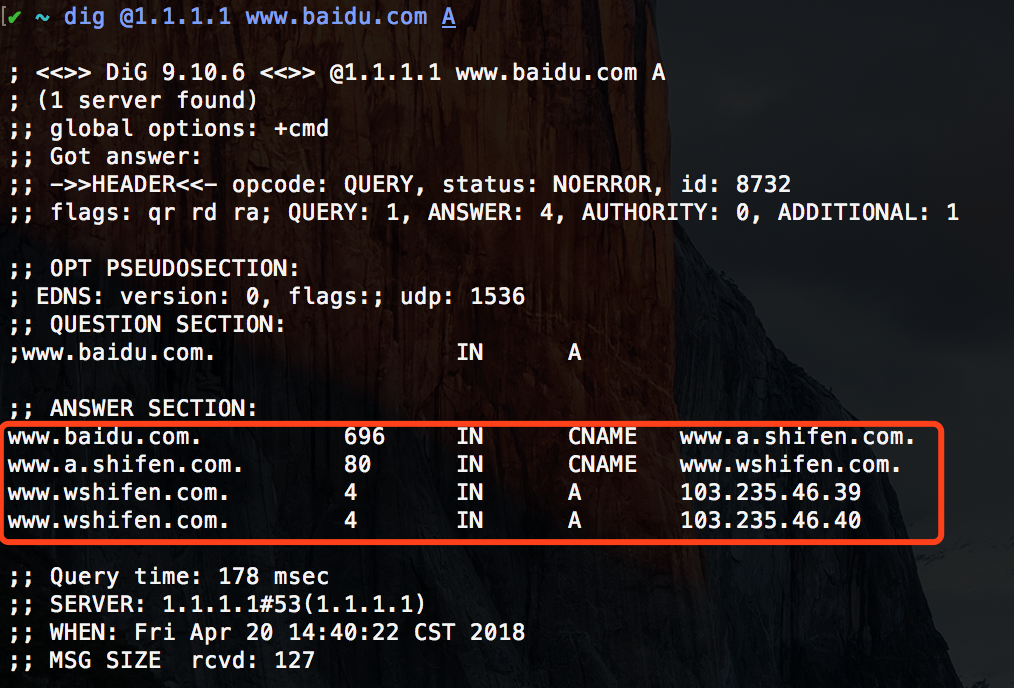 [✔ ~ dig @1.1.1.1 www.baidu.com A
; <<>> DiG 9.10.6 <<>> @1.1.1.1 www.baidu.com A
; (1 server found)
;; global options: +cmd
;; Got answer:
;; ->>HEADER<<- opcode: QUERY, status: NOERROR, id: 8732
;; flags: qr rd ra; QUERY: 1, ANSWER: 4, AUTHORITY: 0, ADDITIONAL: 1
;; OPT PSEUDOSECTION:
; EDNS: version: 0, flags:; udp: 1536
;; QUESTION SECTION:
;www.baidu.com. IN A
;; ANSWER SECTION:
www.baidu.com. 696 IN CNAME www.a.shifen.com.
www.a.shifen.com. 80 IN CNAME www.wshifen.com.
www.wshifen.com. 4 IN A 103.235.46.39
www.wshifen.com. 4 IN A 103.235.46.40
;; Query time: 178 msec
;; SERVER: 1.1.1.1#53(1.1.1.1)
;; WHEN: Fri Apr 20 14:40:22 CST 2018
;; MSG SIZE rcvd: 127